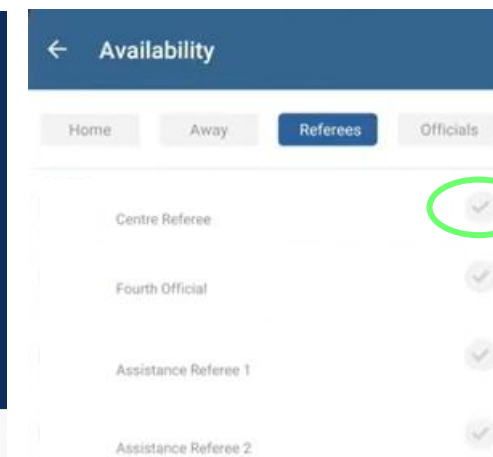 Availability
Home Away Referees Officials
Centre Referee
Fourth Official
Assistance Referee 1
Assistance Referee 2